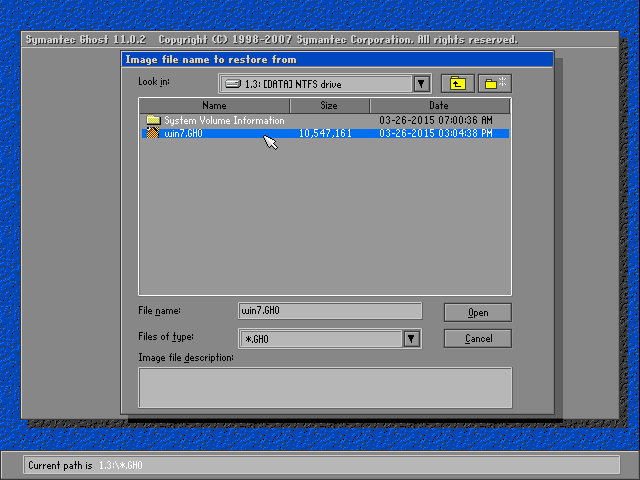 Symantec Ghost 11.0.2 Copyright (C) 1998-2007 Symantec Corporation. All rights reserved.
Image file name to restore from
Look in: 1.3: [DATA] NTFS drive
Name Size Date
System Volume Information 03-26-2015 07:00:36 AM
win7.GHO 10,547,161 03-26-2015 03:04:38 PM
File name: win7.GHO Open
Files of type: *.GHO Cancel
Image file description:
Current path is 1.3:\*.GHO